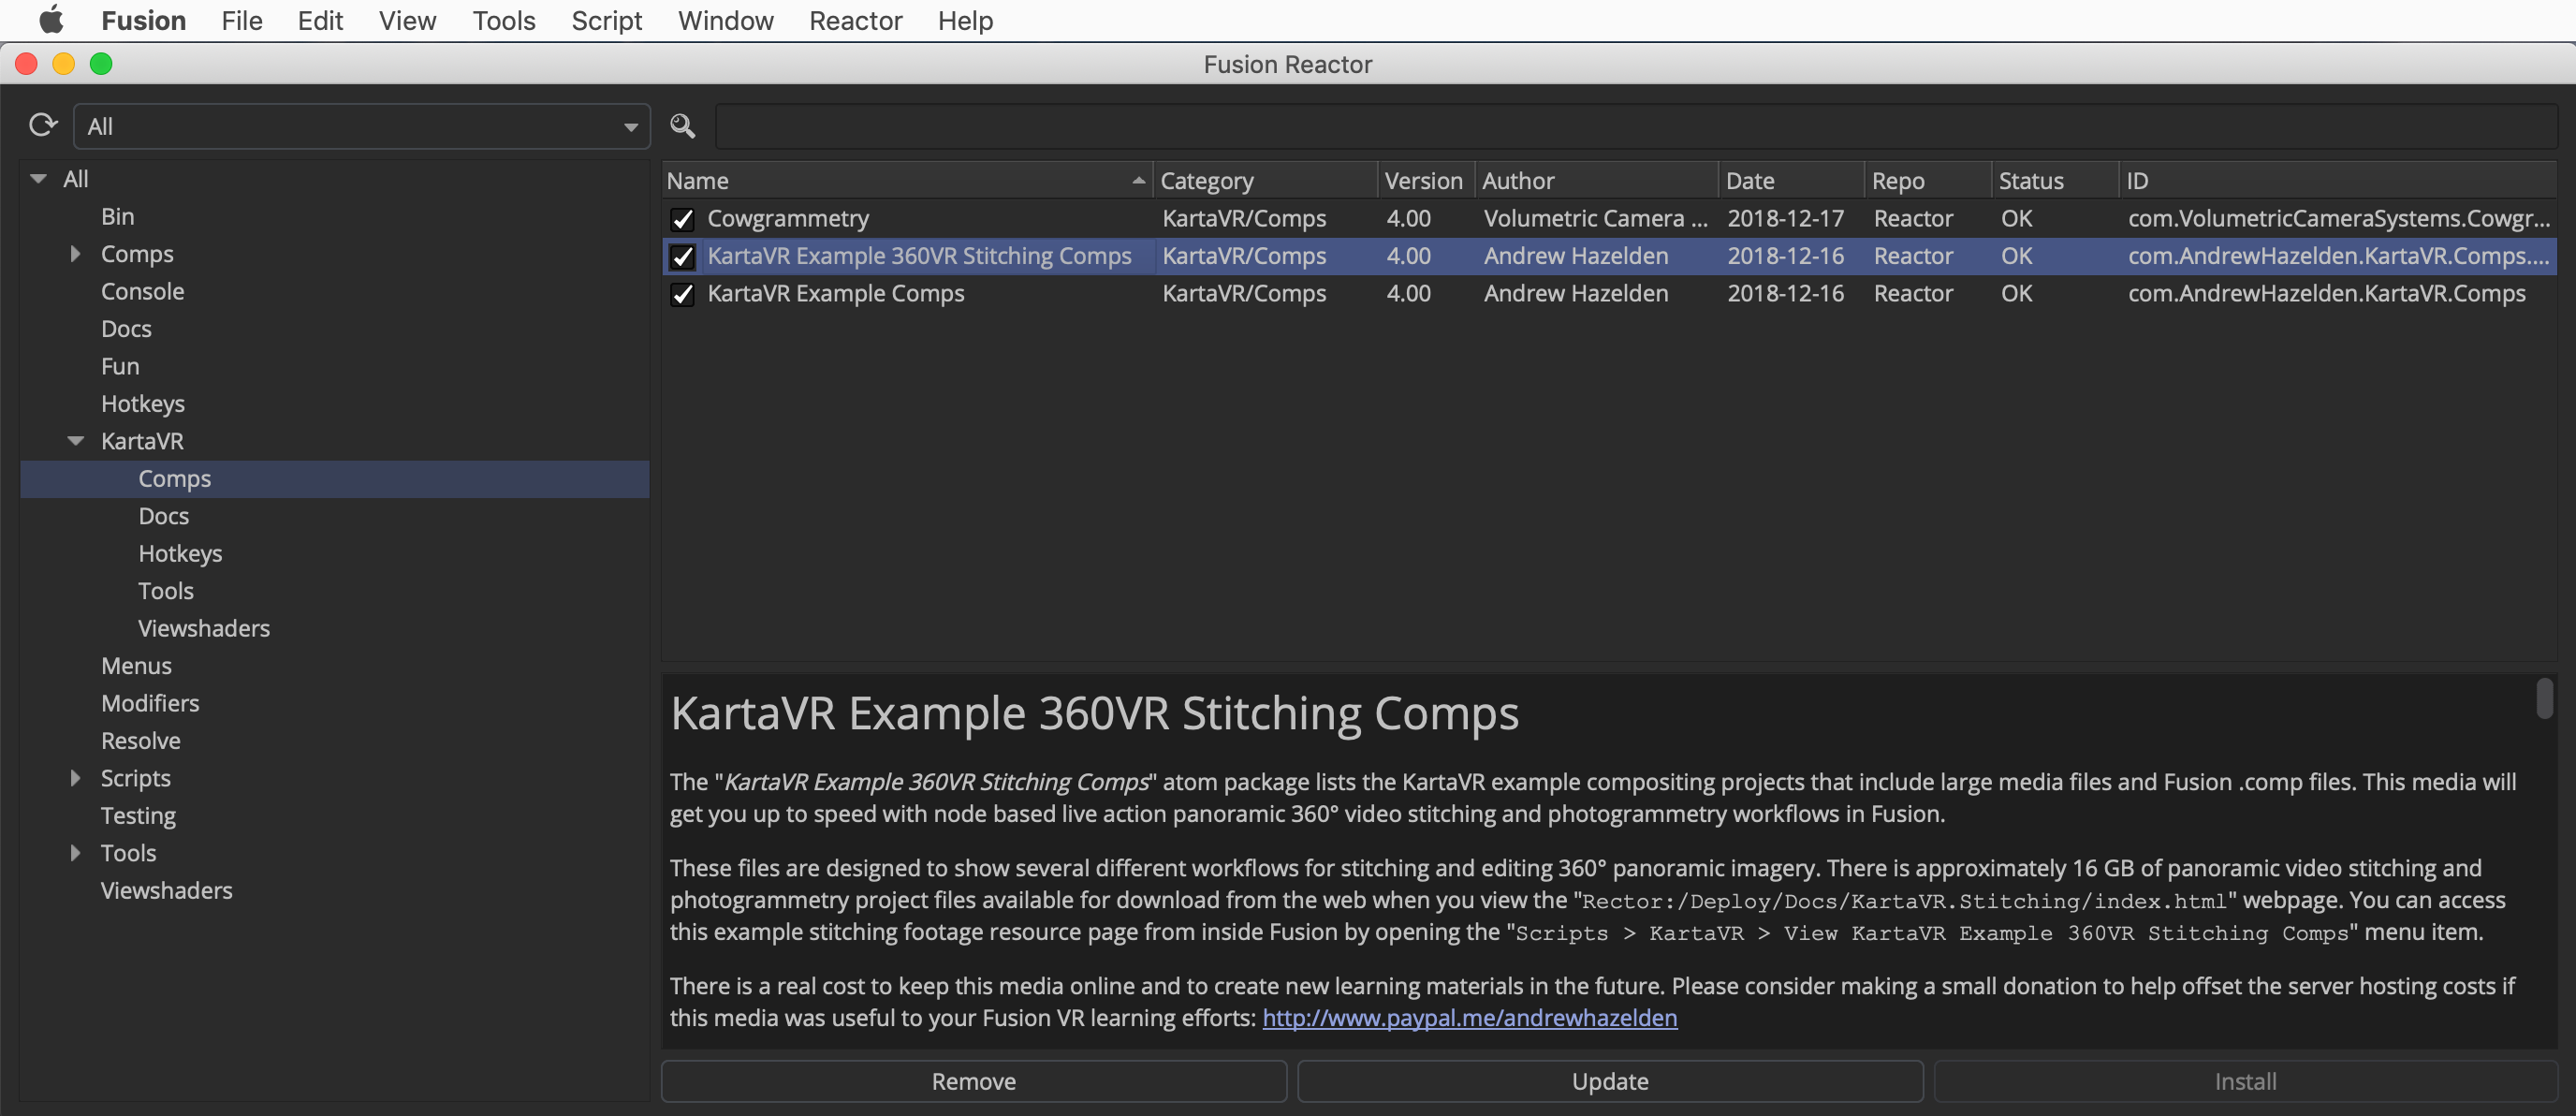 Fusion File Edit View Tools Script Window Reactor Help
Fusion Reactor
All
All
Bin
Comps
Console
Docs
Fun
Hotkeys
KartaVR
Comps
Docs
Hotkeys
Tools
Viewshaders
Menus
Modifiers
Resolve
Scripts
Testing
Tools
Viewshaders
Name Category Version Author Date Repo Status ID
Cowgrammetry KartaVR/Comps 4.00 Volumetric Camera ... 2018-12-17 Reactor OK com.VolumetricCameraSystems.Cowgr...
KartaVR Example 360VR Stitching Comps KartaVR/Comps 4.00 Andrew Hazelden 2018-12-16 Reactor OK com.AndrewHazelden.KartaVR.Comps....
KartaVR Example Comps KartaVR/Comps 4.00 Andrew Hazelden 2018-12-16 Reactor OK com.AndrewHazelden.KartaVR.Comps
KartaVR Example 360VR Stitching Comps
The "KartaVR Example 360VR Stitching Comps" atom package lists the KartaVR example compositing projects that include large media files and Fusion .comp files. This media will
get you up to speed with node based live action panoramic 360° video stitching and photogrammetry workflows in Fusion.
These files are designed to show several different workflows for stitching and editing 360° panoramic imagery. There is approximately 16 GB of panoramic video stitching and
photogrammetry project files available for download from the web when you view the "Rector:/Deploy/Docs/KartaVR.Stitching/index.html" webpage. You can access
this example stitching footage resource page from inside Fusion by opening the "Scripts > KartaVR > View KartaVR Example 360VR Stitching Comps" menu item.
There is a real cost to keep this media online and to create new learning materials in the future. Please consider making a small donation to help offset the server hosting costs if
this media was useful to your Fusion VR learning efforts: http://www.paypal.me/andrewhazelden
Remove Update Install